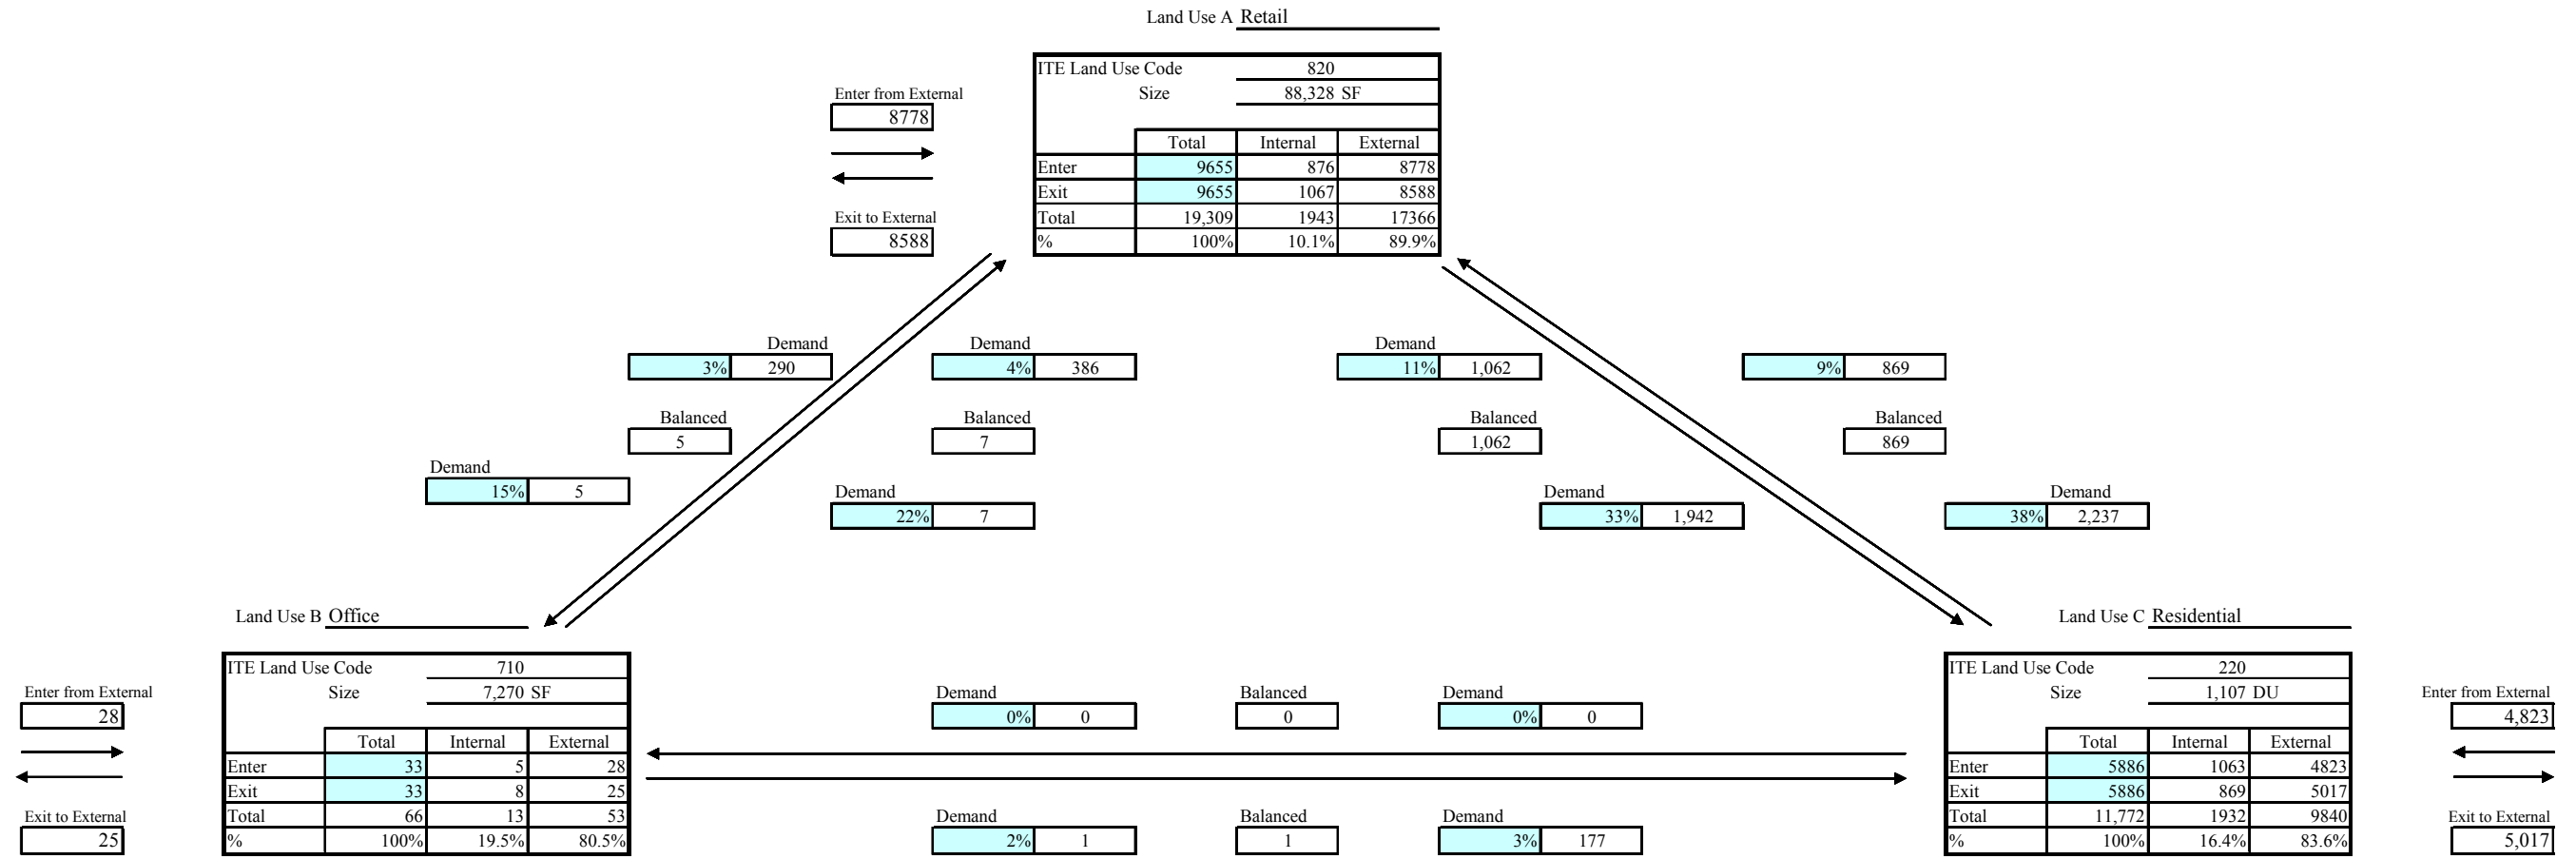 Land Use A Retail
ITE Land Use Code 820
Enter from External Size 88,328 SF
8778
Total Internal External
Enter 9655 876 8778
Exit 9655 1067 8588
Exit to External Total 19,309 1943 17366
8588 % 100% 10.1% 89.9%
Demand Demand Demand
3% 290 4% 386 11% 1,062 9% 869
Balanced Balanced Balanced Balanced
5 7 1,062 869
Demand
15% 5
Demand Demand Demand
22% 7 33% 1,942 38% 2,237
Land Use B Office Land Use C Residential
ITE Land Use Code 710 ITE Land Use Code 220
Enter from External Size 7,270 SF Demand Balanced Demand Size 1,107 DU Enter from External
28 0% 0 0 0% 0 4,823
Total Internal External Total Internal External
Enter 33 5 28 Enter 5886 1063 4823
Exit 33 8 25 Exit 5886 869 5017
Exit to External Total 66 13 53 Demand Balanced Demand Total 11,772 1932 9840 Exit to External
25 % 100% 19.5% 80.5% 2% 1 1 3% 177 % 100% 16.4% 83.6% 5,017